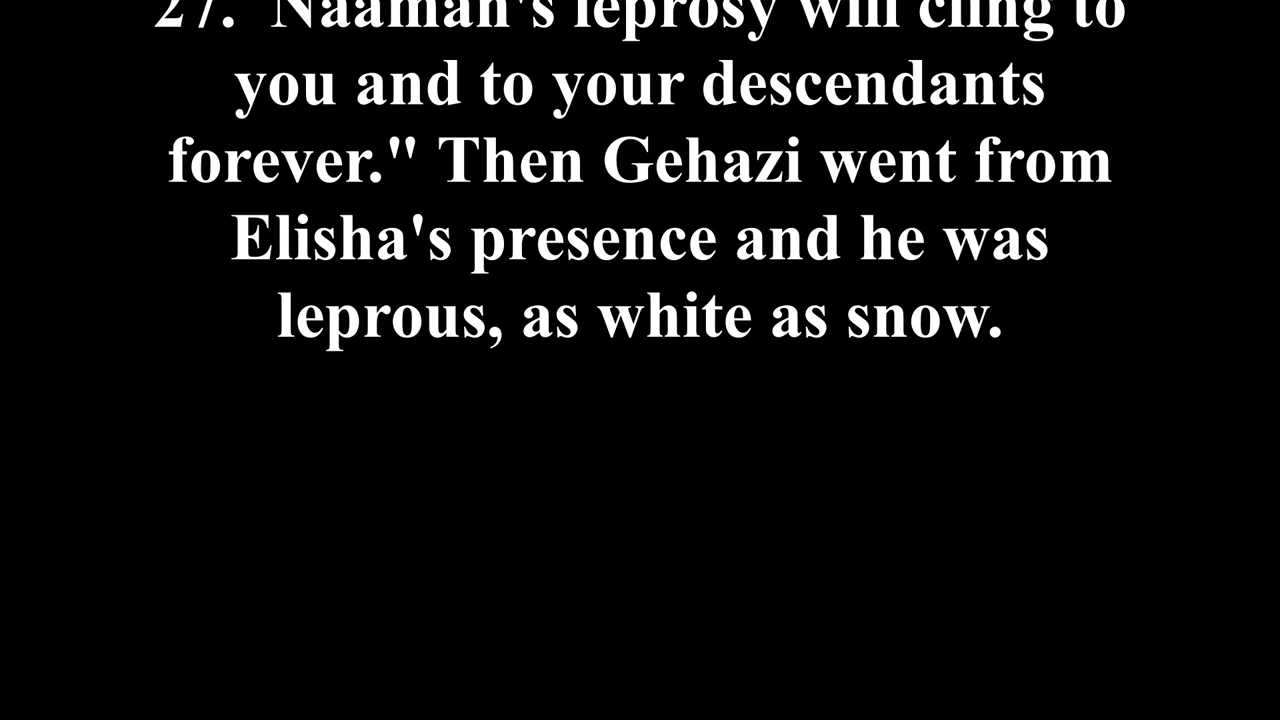 27. Naaman's leprosy will cling to
you and to your descendants
forever." Then Gehazi went from
Elisha's presence and he was
leprous, as white as snow.